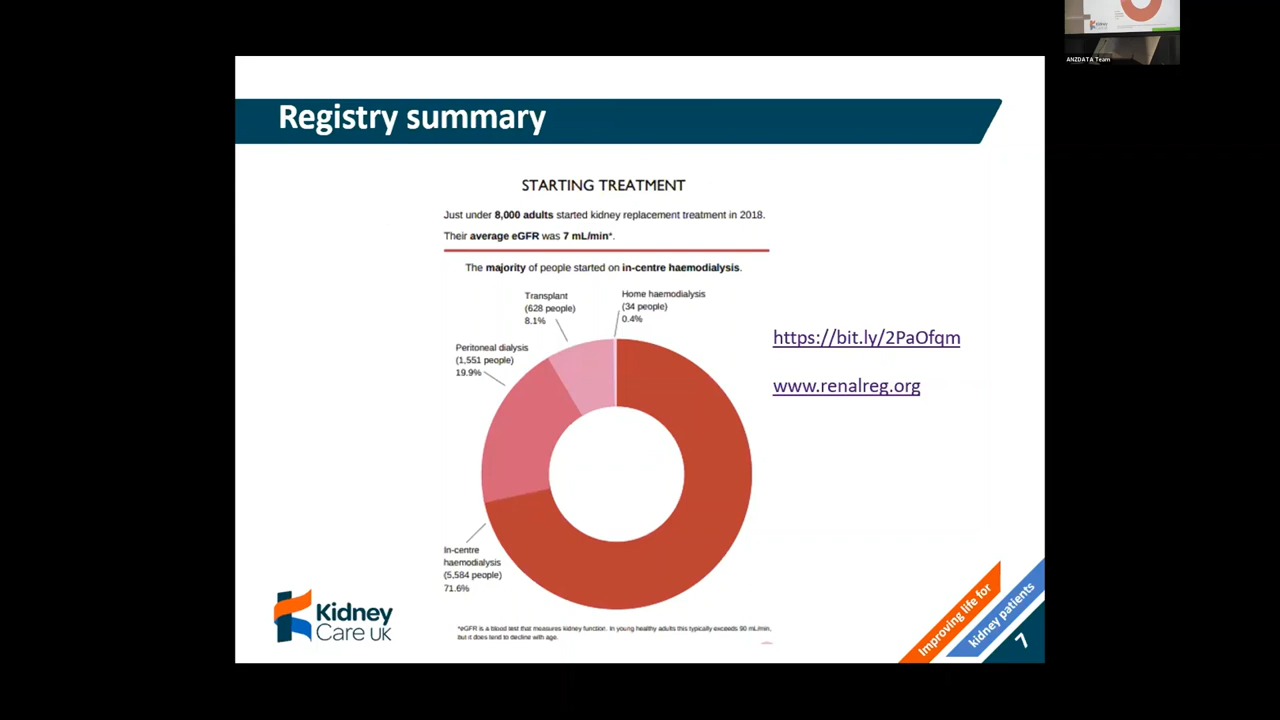 ANZDATA Team
Registry summary
STARTING TREATMENT
Just under 8,000 adults started kidney replacement treatment in 2018.
Their average eGFR was 7 mL/min*.
The majority of people started on in-centre haemodialysis.
Transplant
(628 people)
8.1%
Home haemodialysis
(34 people)
0.4%
Peritoneal dialysis
(1,551 people)
19.9%
https://bit.ly/2PaOfqm
www.renalreg.org
In-centre
haemodialysis
(5,584 people)
71.6%
*eGFR is a blood test that measures kidney function. In young healthy adults this typically exceeds 90 mL/min,
but it does tend to decline with age.
Kidney
Care UK
Improving life for
kidney patients
7